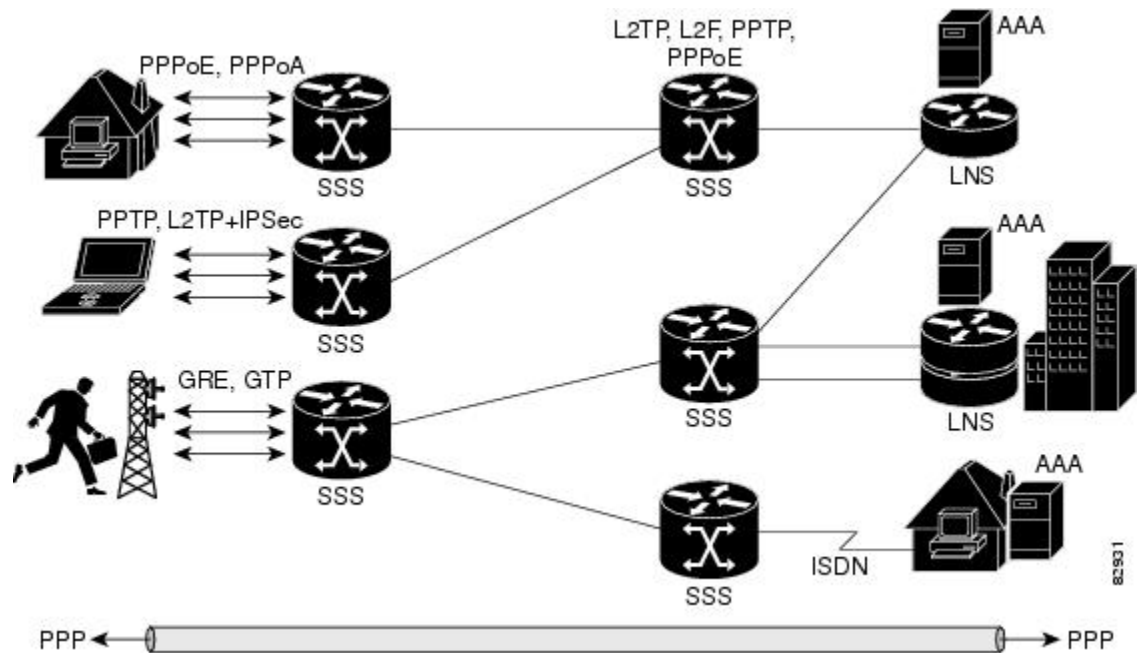 L2TP, L2F, PPTP,
PPPoE
AAA
PPPoE, PPPoA
SSS
SSS
LNS
PPTP, L2TP+IPSec
AAA
SSS
SSS
LNS
GRE, GTP
SSS
AAA
ISDN
SSS
82931
PPP
PPP